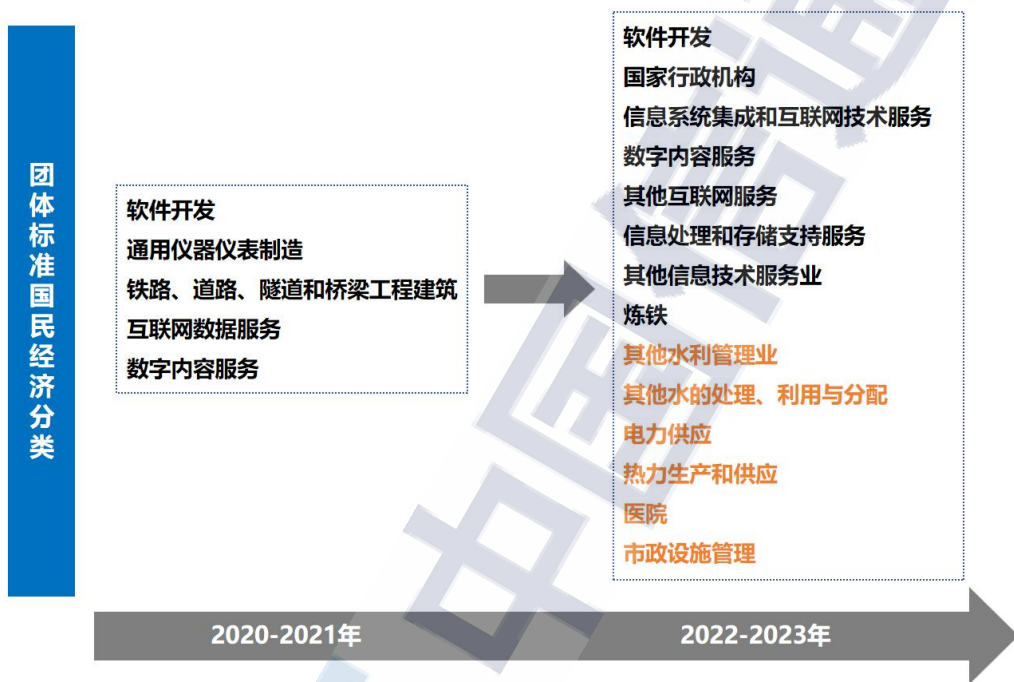 团体标准国民经济分类
软件开发
通用仪器仪表制造
铁路、道路、隧道和桥梁工程建筑
互联网数据服务
数字内容服务
软件开发
国家行政机构
信息系统集成和互联网技术服务
数字内容服务
其他互联网服务
信息处理和存储支持服务
其他信息技术服务业
炼铁
其他水利管理业
其他水的处理、利用与分配
电力供应
热力生产和供应
医院
市政设施管理
2020-2021年
2022-2023年
中国信通